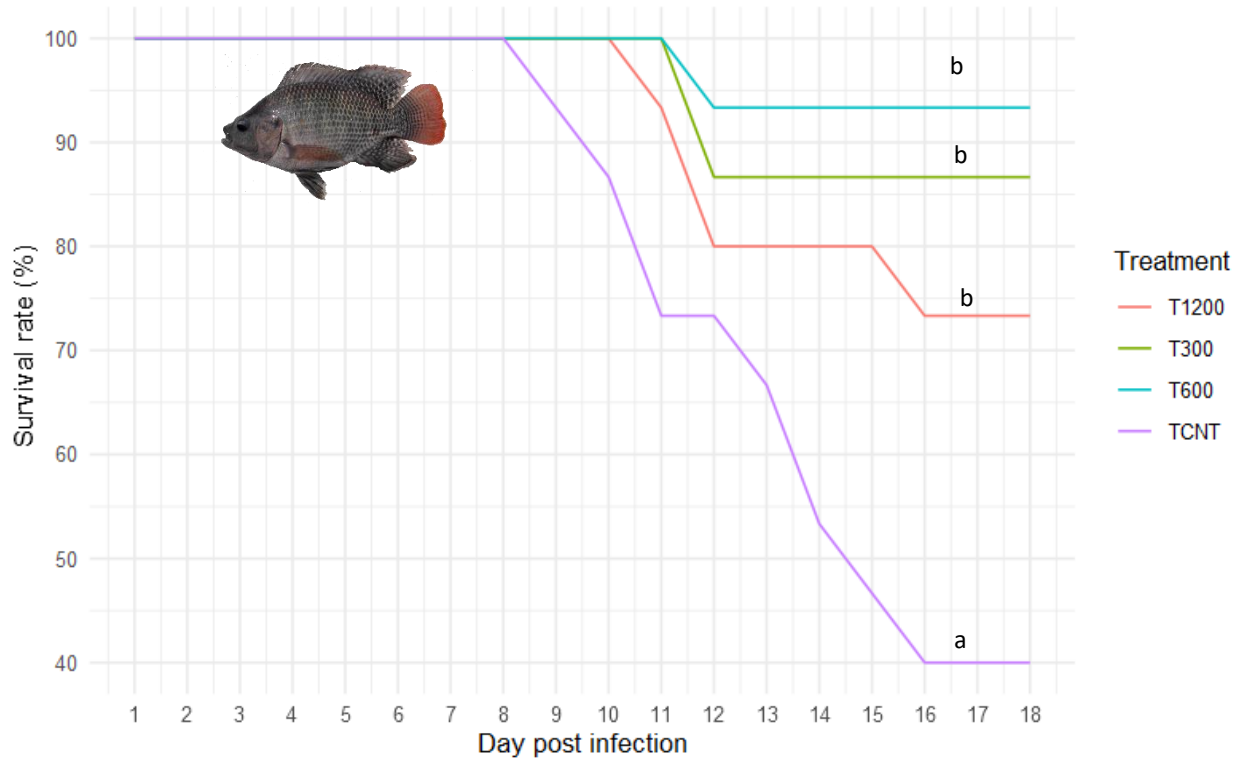 100
90
80
70
60
50
40
Survival rate (%)
b
b
b
a
1 2 3 4 5 6 7 8 9 10 11 12 13 14 15 16 17 18
Day post infection
Treatment
T1200
T300
T600
TCNT